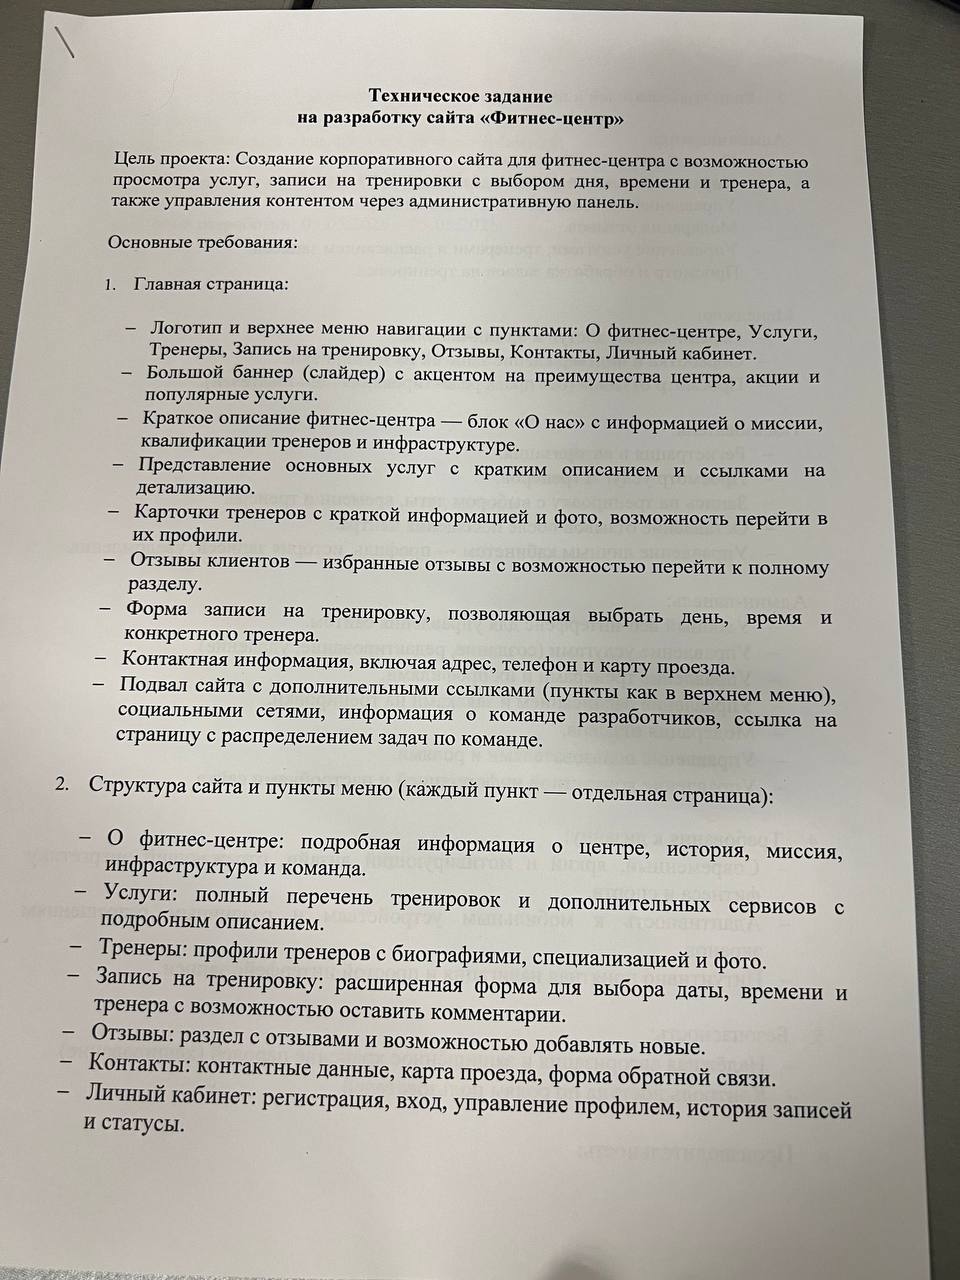 Техническое задание
на разработку сайта «Фитнес-центр»
Цель проекта: Создание корпоративного сайта для фитнес-центра с возможностью
просмотра услуг, записи на тренировки с выбором дня, времени и тренера, а
также управления контентом через административную панель.
Основные требования:
1. Главная страница:
– Логотип и верхнее меню навигации с пунктами: О фитнес-центре, Услуги,
Тренеры, Запись на тренировку, Отзывы, Контакты, Личный кабинет.
– Большой баннер (слайдер) с акцентом на преимущества центра, акции и
популярные услуги.
– Краткое описание фитнес-центра — блок «О нас» с информацией о миссии,
квалификации тренеров и инфраструктуре.
– Представление основных услуг с кратким описанием и ссылками на
детализацию.
– Карточки тренеров с краткой информацией и фото, возможность перейти в
их профили.
– Отзывы клиентов — избранные отзывы с возможностью перейти к полному
разделу.
– Форма записи на тренировку, позволяющая выбрать день, время и
конкретного тренера.
– Контактная информация, включая адрес, телефон и карту проезда.
– Подвал сайта с дополнительными ссылками (пункты как в верхнем меню),
социальными сетями, информация о команде разработчиков, ссылка на
страницу с распределением задач по команде.
2. Структура сайта и пункты меню (каждый пункт — отдельная страница):
– О фитнес-центре: подробная информация о центре, история, миссия,
инфраструктура и команда.
– Услуги: полный перечень тренировок и дополнительных сервисов с
подробным описанием.
– Тренеры: профили тренеров с биографиями, специализацией и фото.
– Запись на тренировку: расширенная форма для выбора даты, времени и
тренера с возможностью оставить комментарии.
– Отзывы: раздел с отзывами и возможностью добавлять новые.
– Контакты: контактные данные, карта проезда, форма обратной связи.
– Личный кабинет: регистрация, вход, управление профилем, история записей
и статусы.